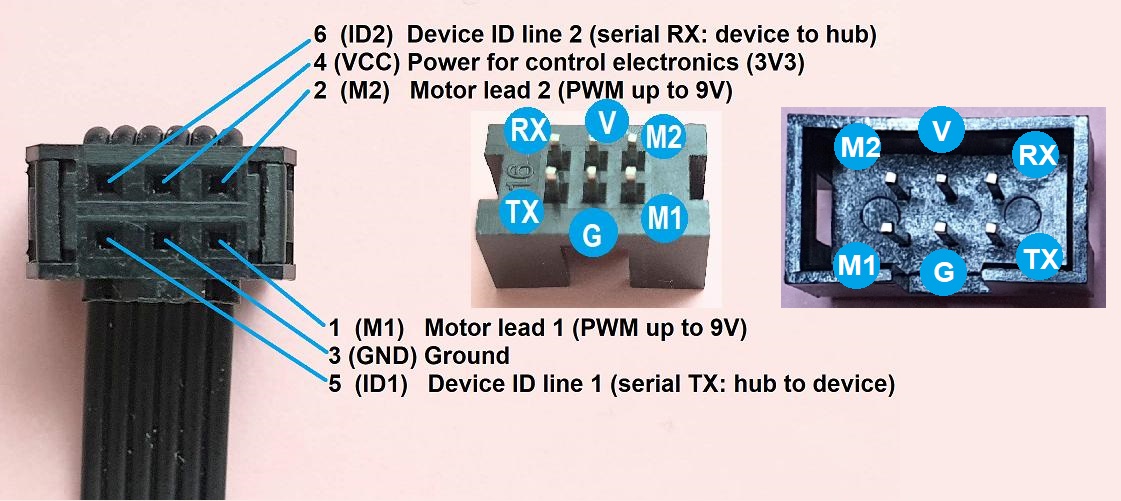 6 (ID2) Device ID line 2 (serial RX: device to hub)
4 (VCC) Power for control electronics (3V3)
2 (M2) Motor lead 2 (PWM up to 9V)
RX V M2
16
TX G M1
M2 V RX
M1 G TX
1 (M1) Motor lead 1 (PWM up to 9V)
3 (GND) Ground
5 (ID1) Device ID line 1 (serial TX: hub to device)